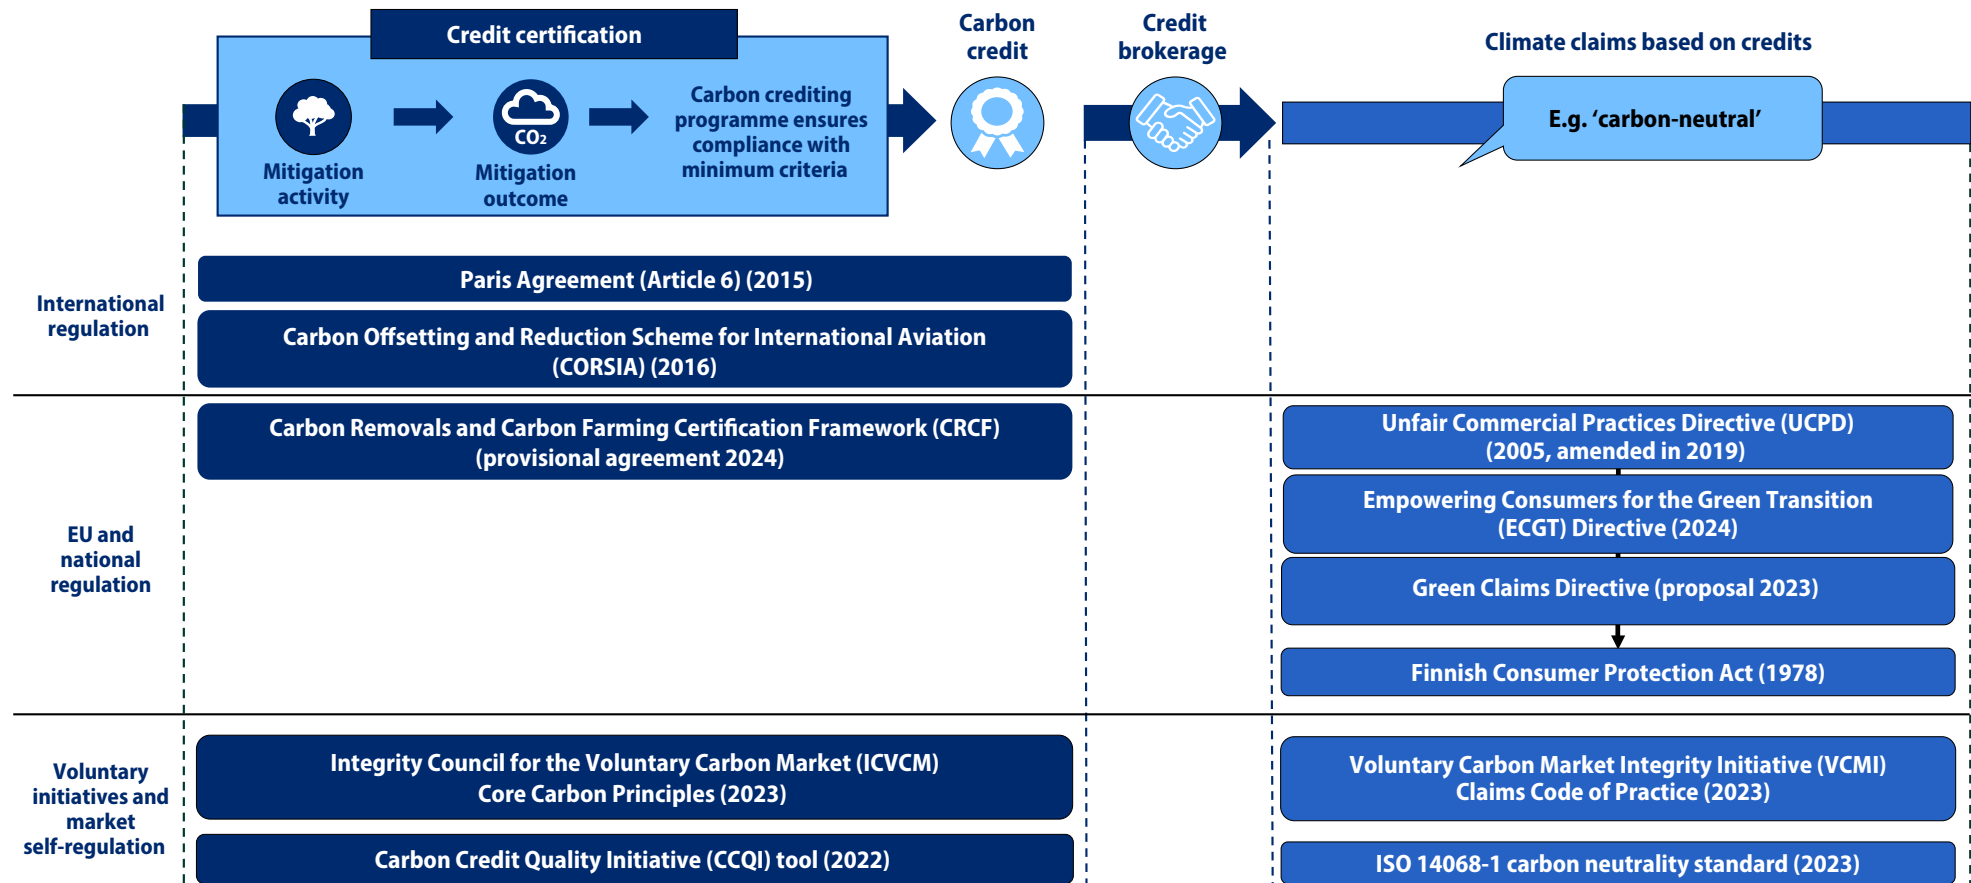 Credit certification
Carbon
credit
Credit
brokerage
Climate claims based on credits
Mitigation
activity
CO₂
Mitigation
outcome
Carbon crediting
programme ensures
compliance with
minimum criteria
E.g. ‘carbon-neutral’
International
regulation
Paris Agreement (Article 6) (2015)
Carbon Offsetting and Reduction Scheme for International Aviation
(CORSIA) (2016)
EU and
national
regulation
Carbon Removals and Carbon Farming Certification Framework (CRCF)
(provisional agreement 2024)
Unfair Commercial Practices Directive (UCPD)
(2005, amended in 2019)
Empowering Consumers for the Green Transition
(ECGT) Directive (2024)
Green Claims Directive (proposal 2023)
Finnish Consumer Protection Act (1978)
Voluntary
initiatives and
market
self-regulation
Integrity Council for the Voluntary Carbon Market (ICVCM)
Core Carbon Principles (2023)
Carbon Credit Quality Initiative (CCQI) tool (2022)
Voluntary Carbon Market Integrity Initiative (VCMI)
Claims Code of Practice (2023)
ISO 14068-1 carbon neutrality standard (2023)